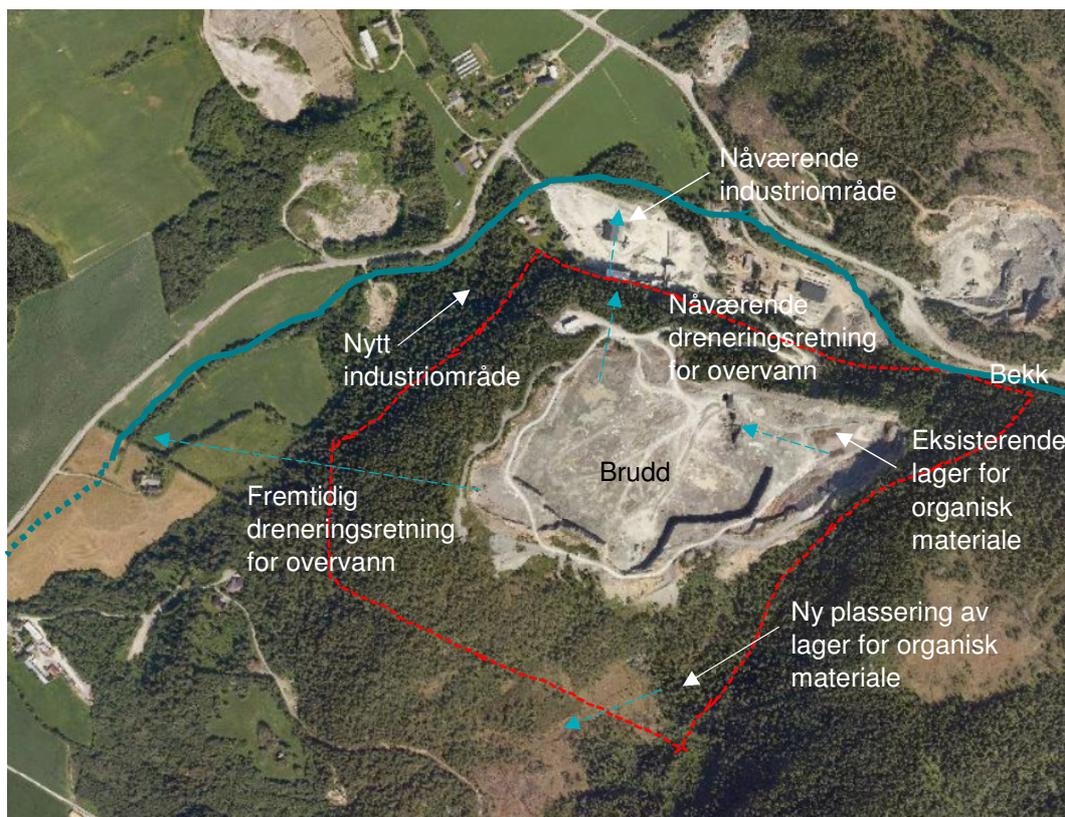 Nåværende
industriområde
Nåværende
dreneringsretning
for overvann
Nytt
industriområde
Bekk
Eksisterende
lager for
organisk
materiale
Brudd
Fremtidig
dreneringsretning
for overvann
Ny plassering av
lager for organisk
materiale